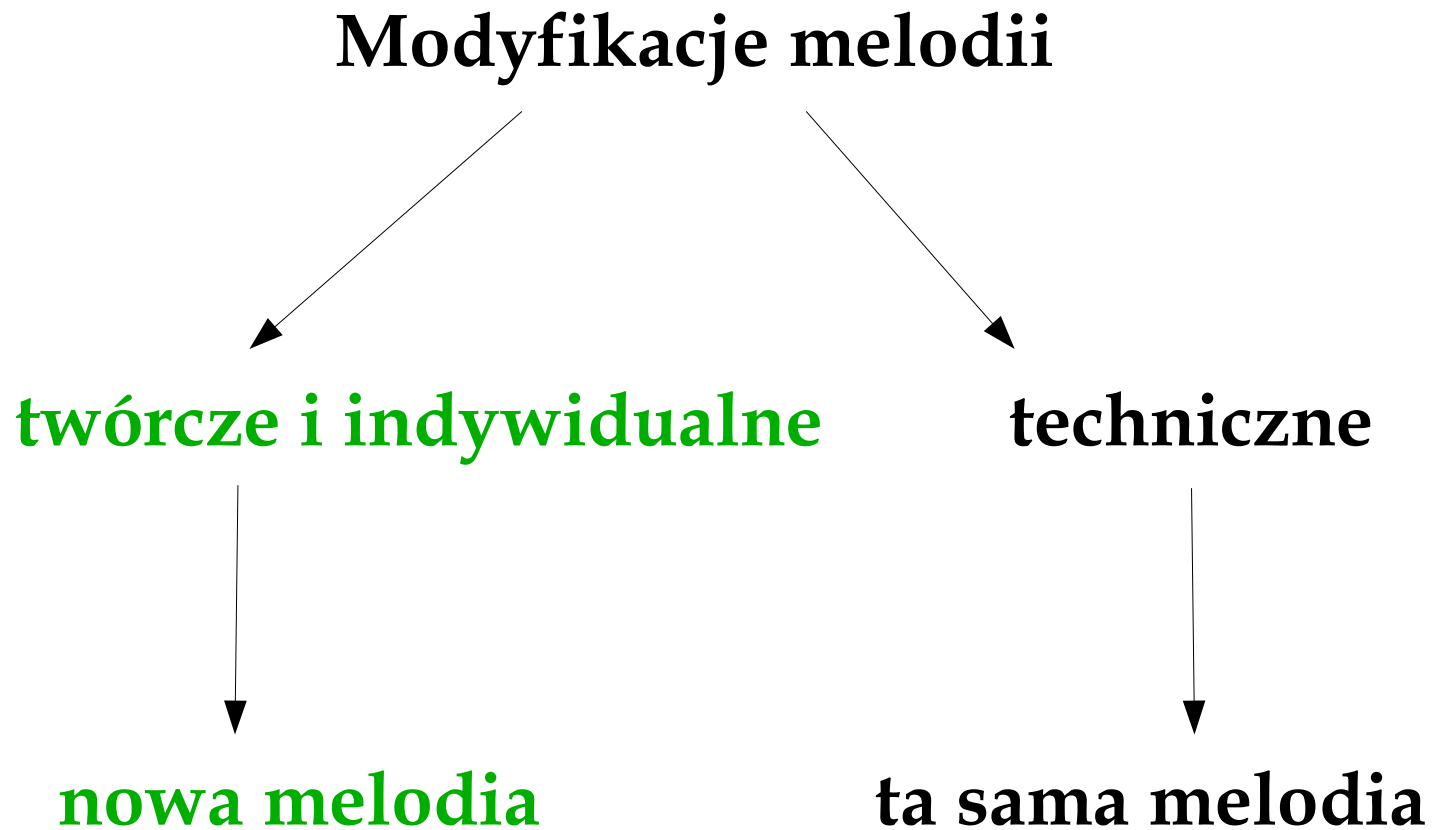 Modyfikacje melodii
twórcze i indywidualne
techniczne
nowa melodia
ta sama melodia